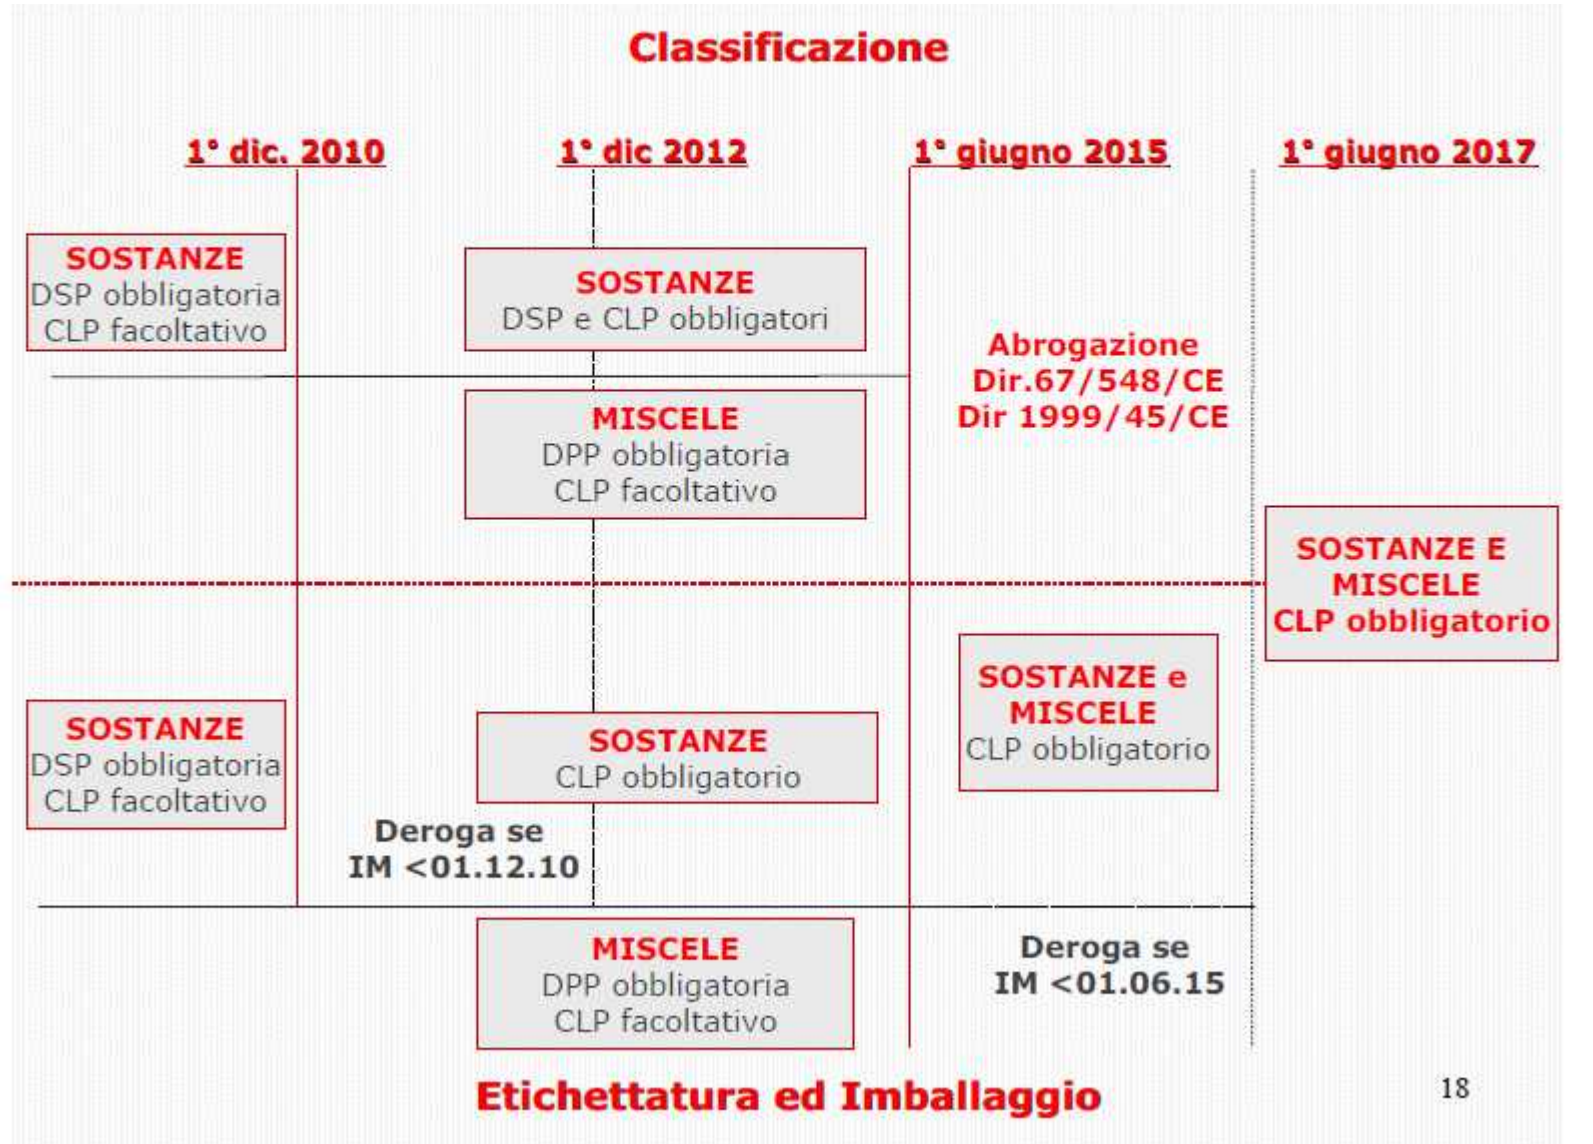 Classificazione
1° dic. 2010
1° dic 2012
1° giugno 2015
1° giugno 2017
SOSTANZE
DSP obbligatoria
CLP facoltativo
SOSTANZE
DSP e CLP obbligatori
Abrogazione
Dir.67/548/CE
Dir 1999/45/CE
MISCELE
DPP obbligatoria
CLP facoltativo
SOSTANZE E
MISCELE
CLP obbligatorio
SOSTANZE
DSP obbligatoria
CLP facoltativo
SOSTANZE
CLP obbligatorio
SOSTANZE e
MISCELE
CLP obbligatorio
Deroga se
IM <01.12.10
MISCELE
DPP obbligatoria
CLP facoltativo
Deroga se
IM <01.06.15
Etichettatura ed Imballaggio
18